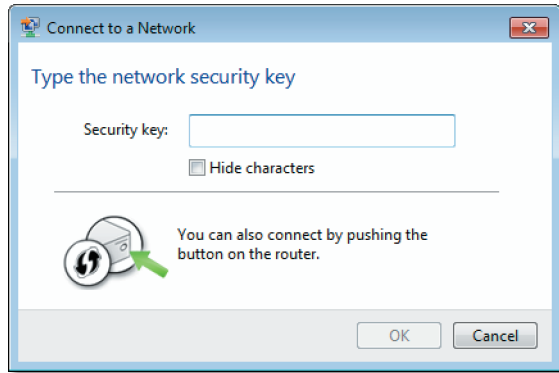 Connect to a Network
Type the network security key
Security key:
Hide characters
You can also connect by pushing the
button on the router.
OK
Cancel